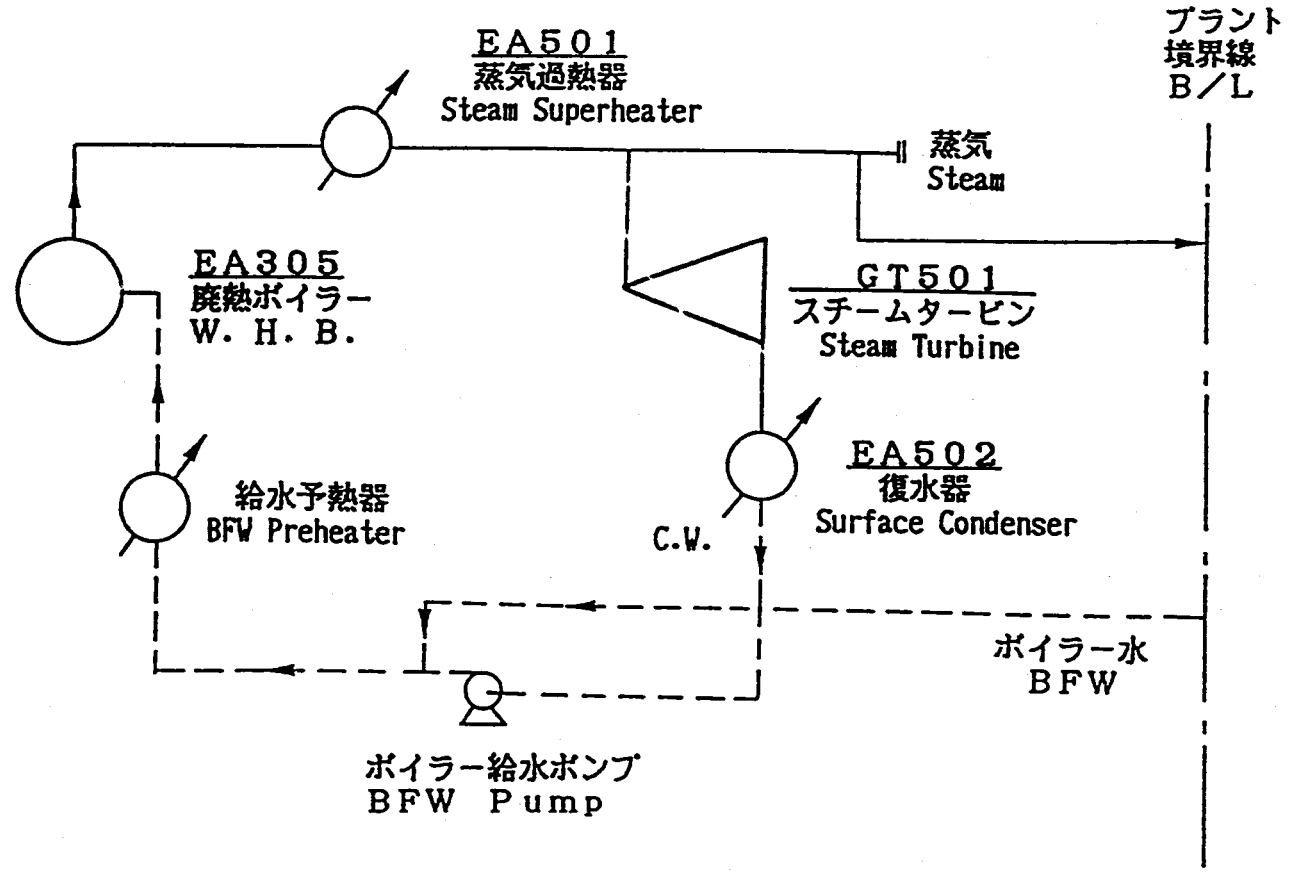 プラント
境界線
B/L
EA501
蒸気過熱器
Steam Superheater
蒸気
Steam
EA305
廃熱ボイラー
W. H. B.
GT501
スチームタービン
Steam Turbine
EA502
復水器
Surface Condenser
C.W.
給水予熱器
BFW Preheater
ボイラー水
BFW
ボイラー給水ポンプ
BFW Pump